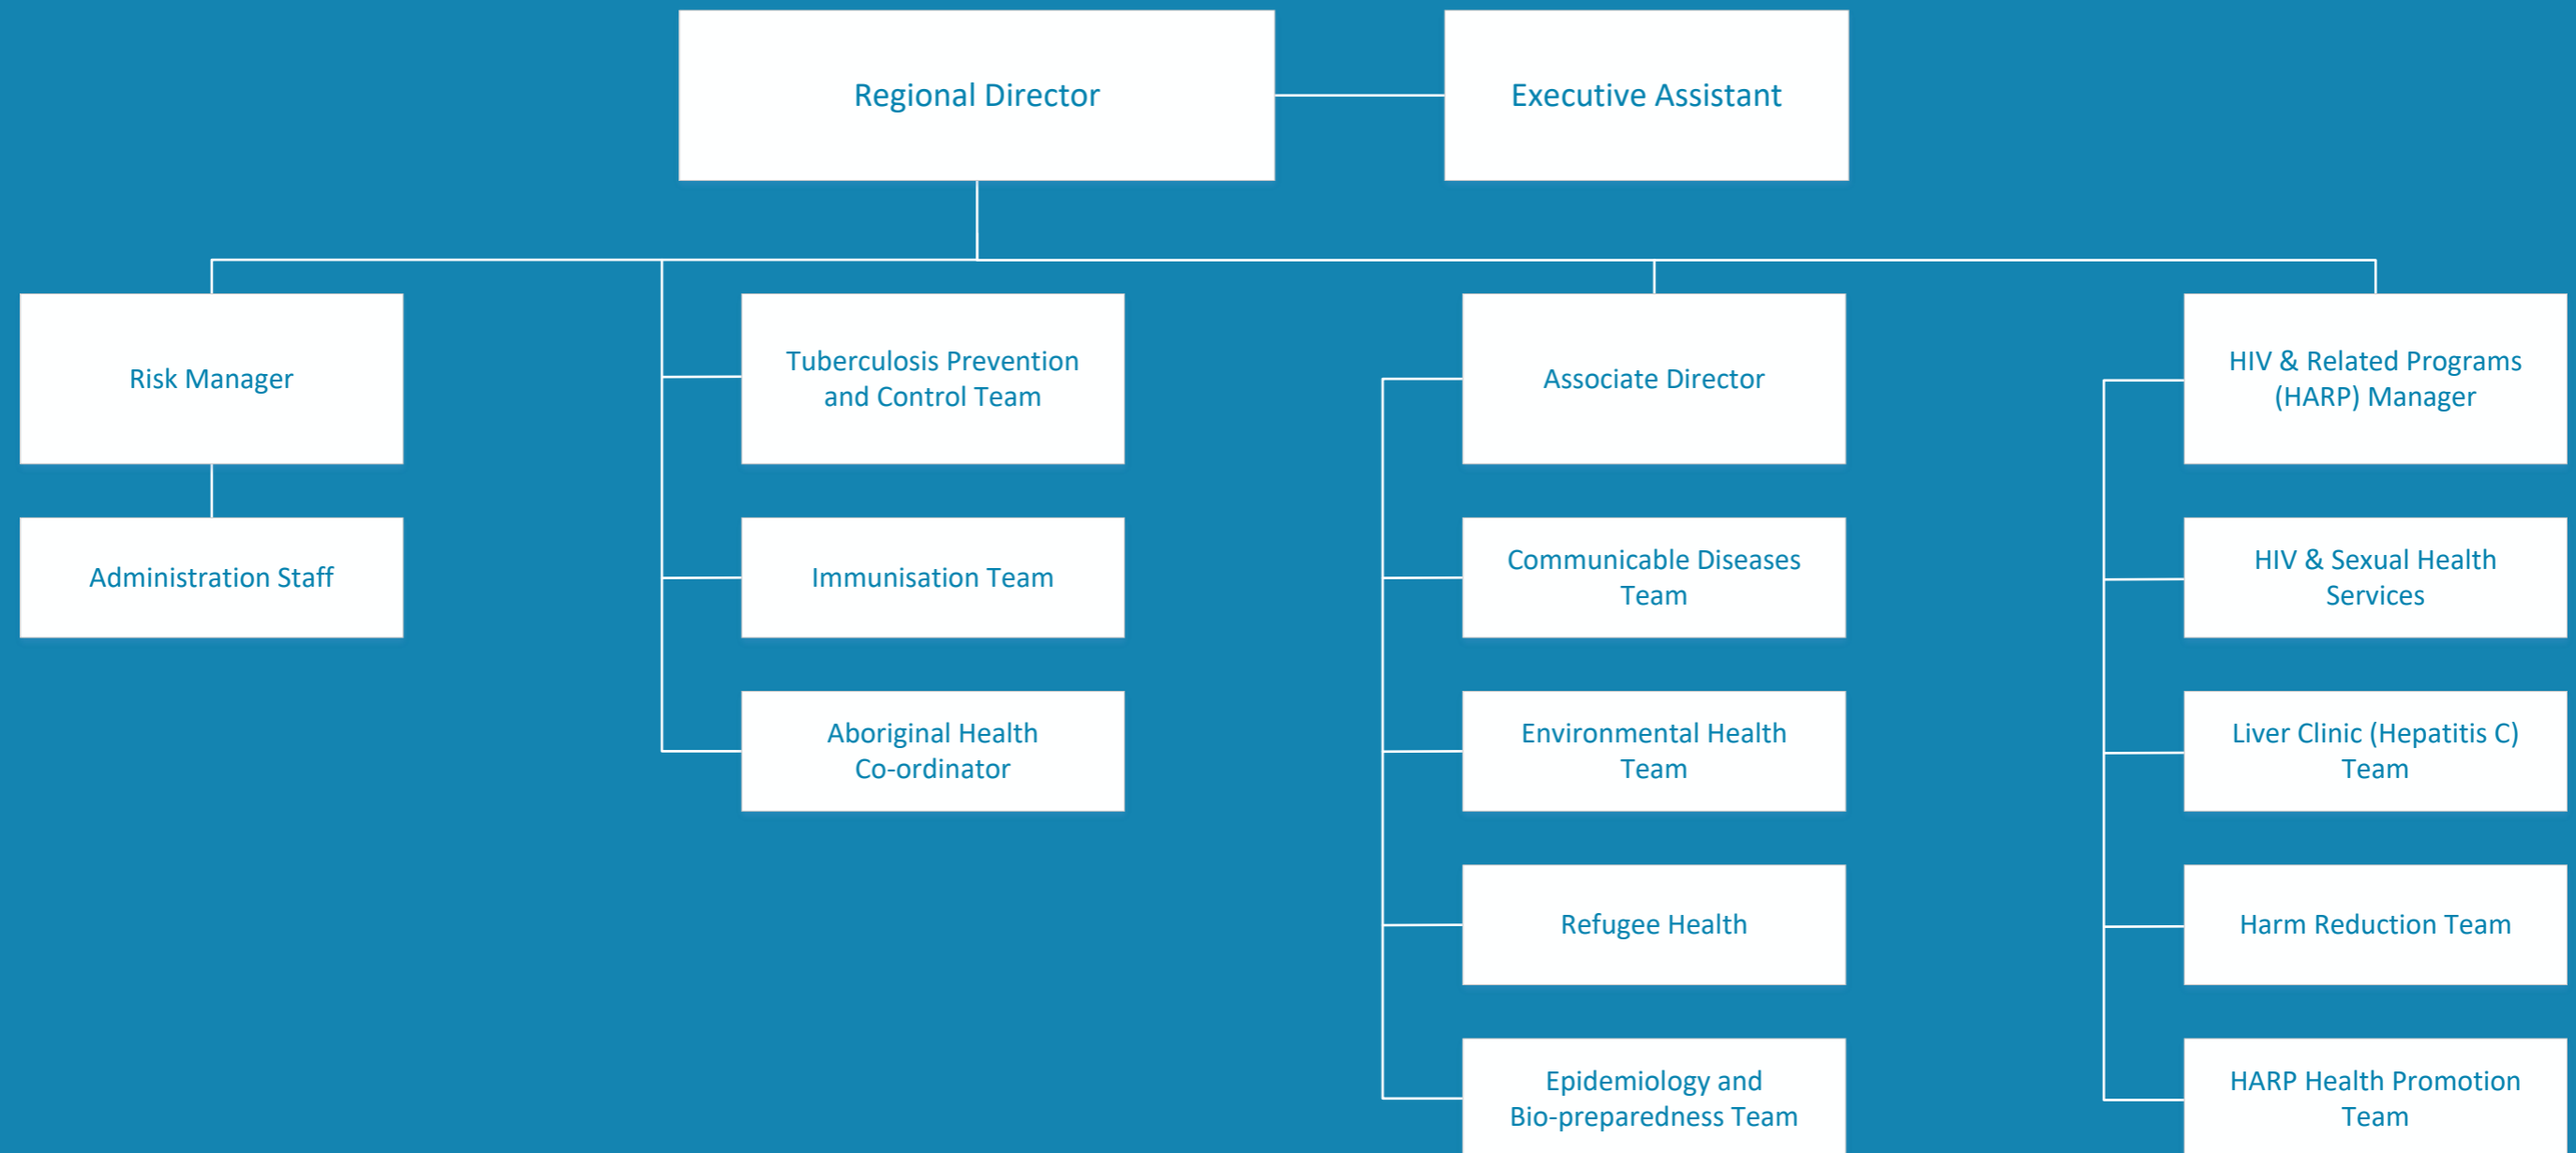 Regional Director
Executive Assistant
Risk Manager
Administration Staff
Tuberculosis Prevention
and Control Team
Immunisation Team
Aboriginal Health
Co-ordinator
Associate Director
Communicable Diseases
Team
Environmental Health
Team
Refugee Health
Epidemiology and
Bio-preparedness Team
HIV & Related Programs
(HARP) Manager
HIV & Sexual Health
Services
Liver Clinic (Hepatitis C)
Team
Harm Reduction Team
HARP Health Promotion
Team